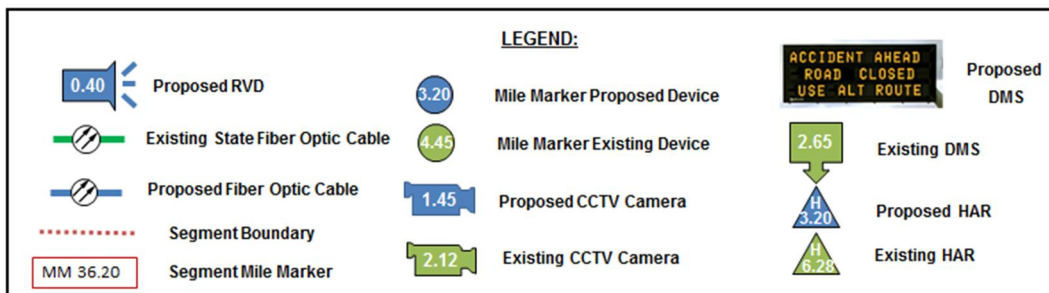 LEGEND:
0.40
Proposed RVD
Existing State Fiber Optic Cable
Proposed Fiber Optic Cable
Segment Boundary
MM 36.20
Segment Mile Marker
3.20
Mile Marker Proposed Device
4.45
Mile Marker Existing Device
1.45
Proposed CCTV Camera
2.12
Existing CCTV Camera
ACCIDENT AHEAD
ROAD CLOSED
USE ALT ROUTE
Proposed
DMS
2.65
Existing DMS
H
3.20
Proposed HAR
H
6.28
Existing HAR